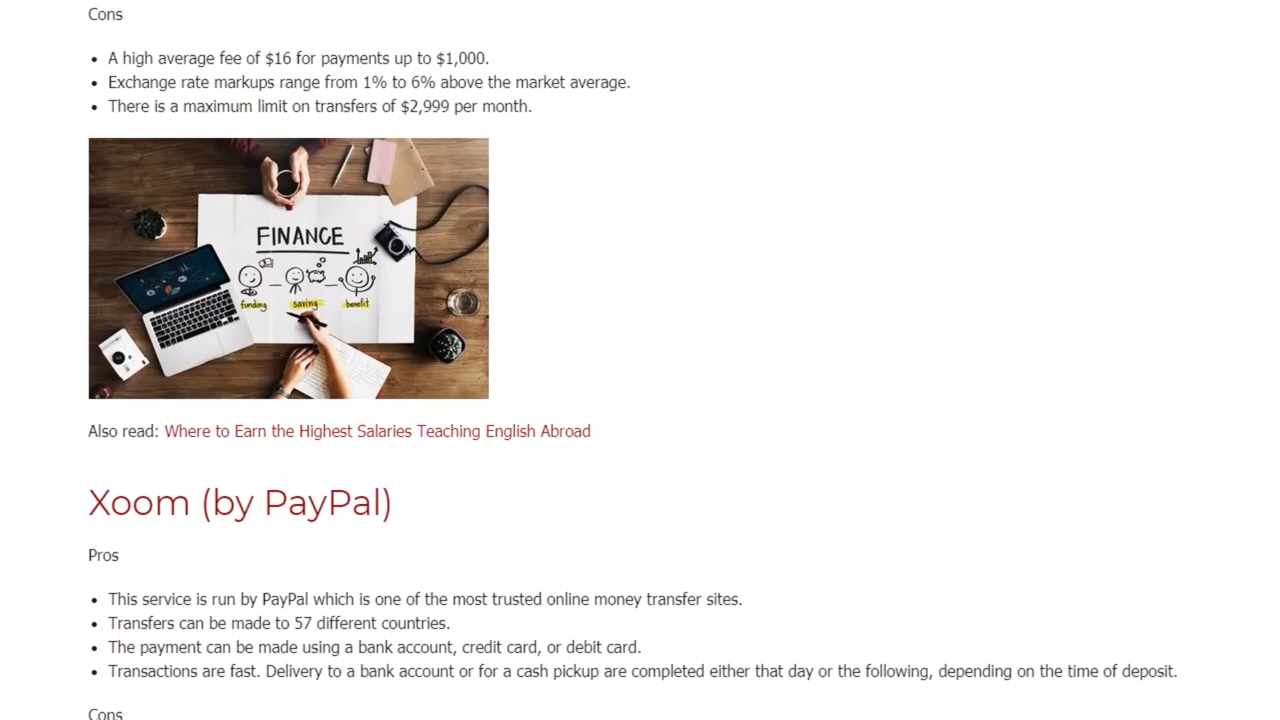 Cons
A high average fee of $16 for payments up to $1,000.
Exchange rate markups range from 1% to 6% above the market average.
There is a maximum limit on transfers of $2,999 per month.
FINANCE
funding
saving
benefit
Also read: Where to Earn the Highest Salaries Teaching English Abroad
Xoom (by PayPal)
Pros
This service is run by PayPal which is one of the most trusted online money transfer sites.
Transfers can be made to 57 different countries.
The payment can be made using a bank account, credit card, or debit card.
Transactions are fast. Delivery to a bank account or for a cash pickup are completed either that day or the following, depending on the time of deposit.
Cons